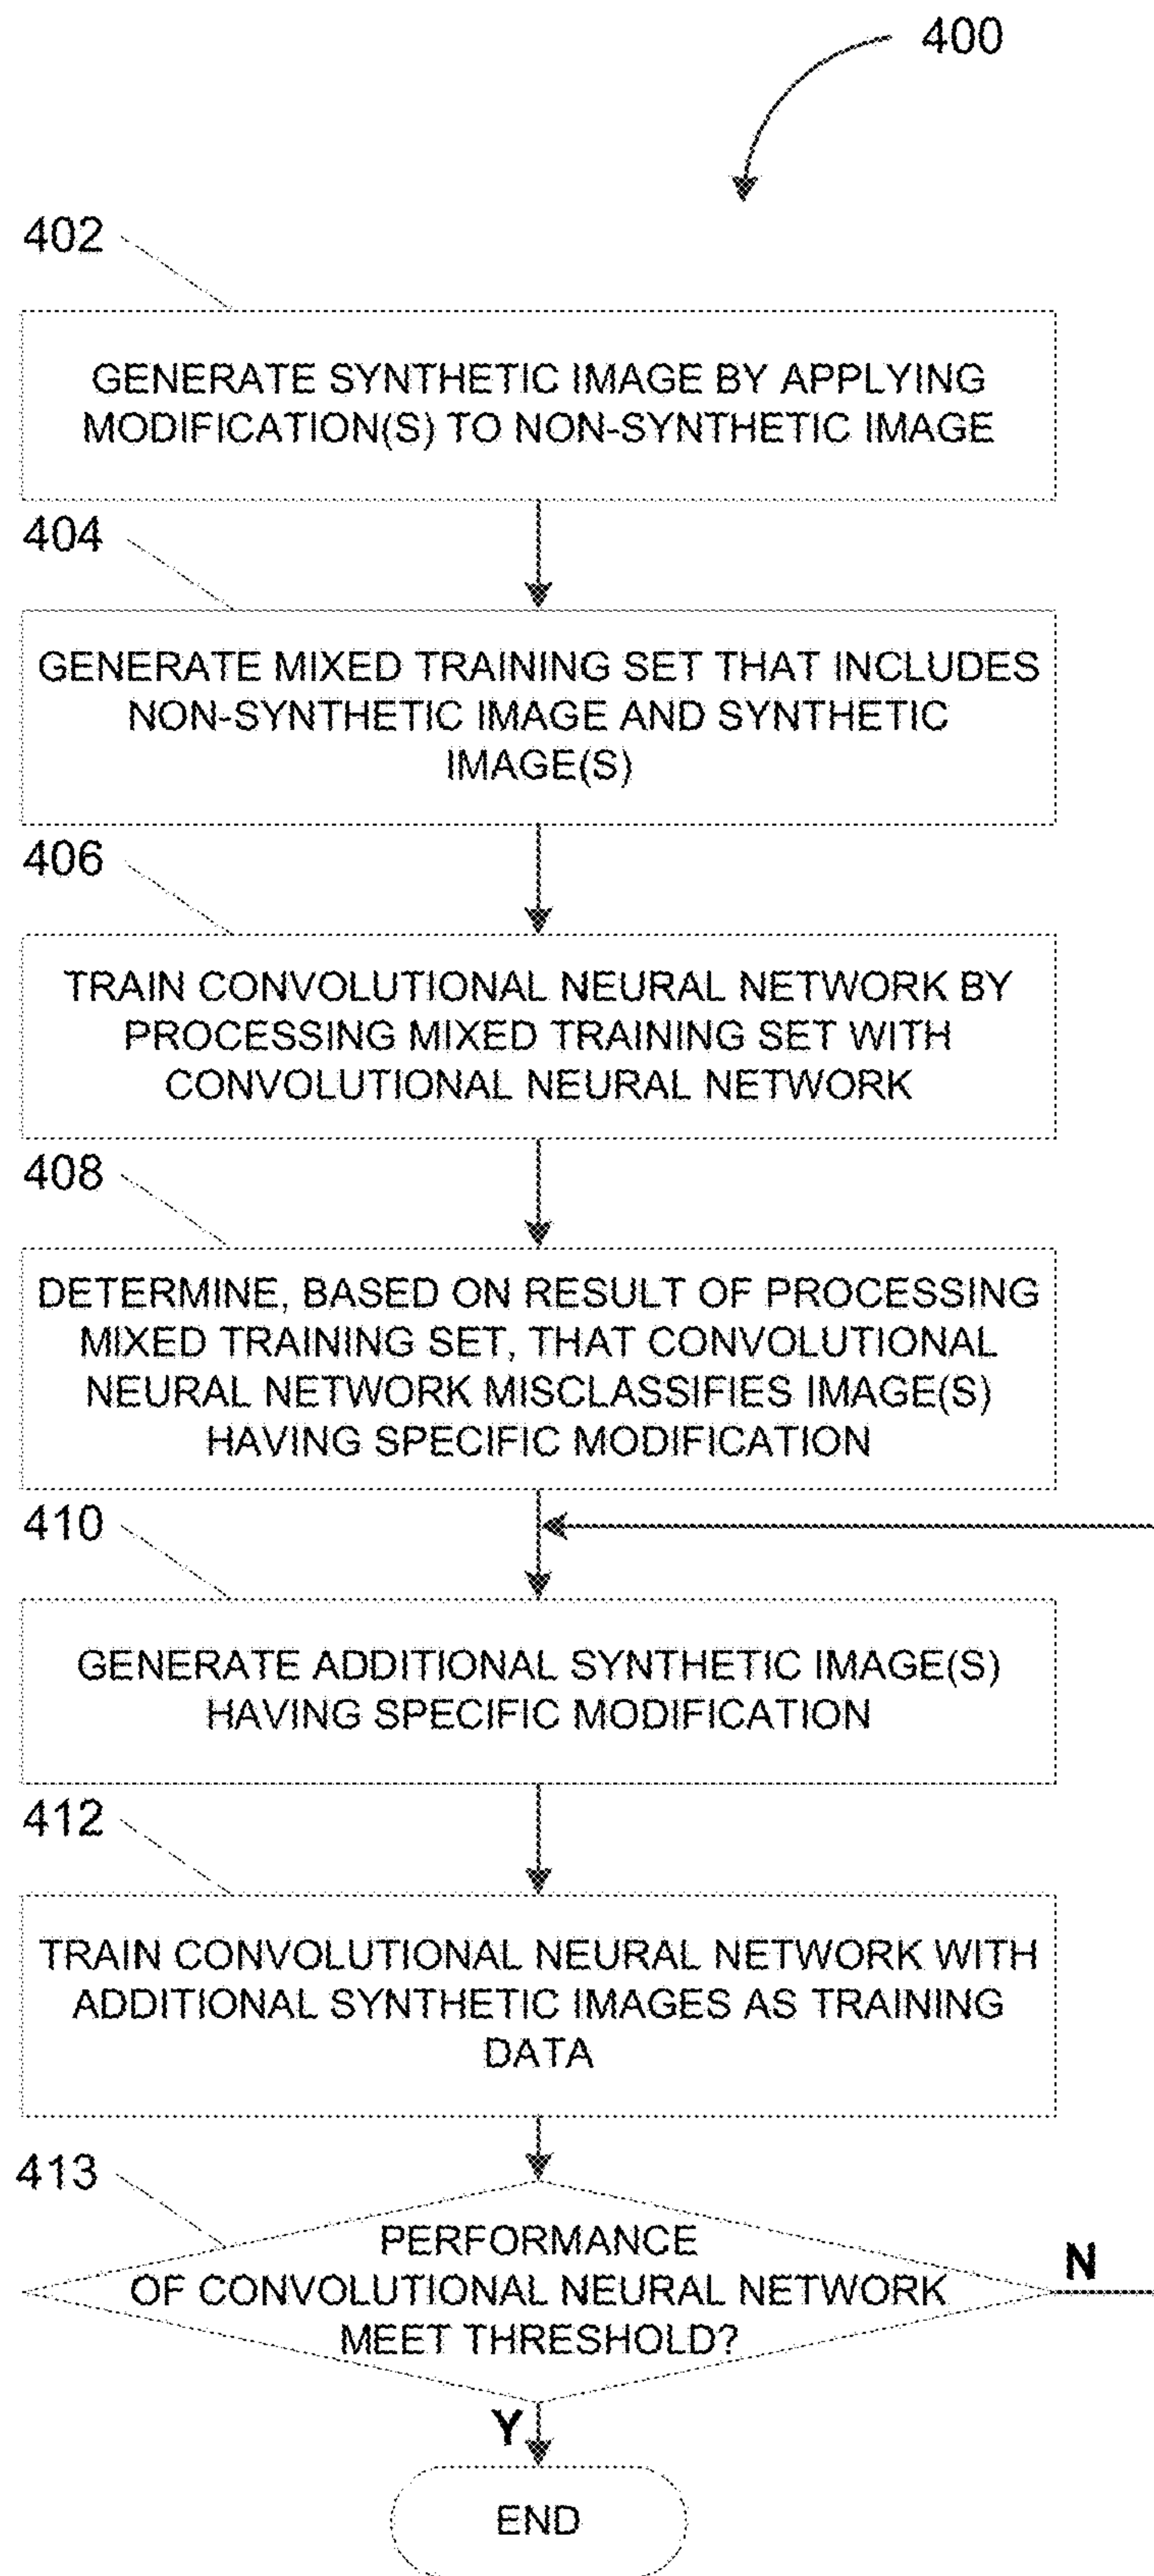 400
402
GENERATE SYNTHETIC IMAGE BY APPLYING
MODIFICATION(S) TO NON-SYNTHETIC IMAGE
404
GENERATE MIXED TRAINING SET THAT INCLUDES
NON-SYNTHETIC IMAGE AND SYNTHETIC
IMAGE(S)
406
TRAIN CONVOLUTIONAL NEURAL NETWORK BY
PROCESSING MIXED TRAINING SET WITH
CONVOLUTIONAL NEURAL NETWORK
408
DETERMINE, BASED ON RESULT OF PROCESSING
MIXED TRAINING SET, THAT CONVOLUTIONAL
NEURAL NETWORK MISCLASSIFIES IMAGE(S)
HAVING SPECIFIC MODIFICATION
410
GENERATE ADDITIONAL SYNTHETIC IMAGE(S)
HAVING SPECIFIC MODIFICATION
412
TRAIN CONVOLUTIONAL NEURAL NETWORK WITH
ADDITIONAL SYNTHETIC IMAGES AS TRAINING
DATA
413
PERFORMANCE
OF CONVOLUTIONAL NEURAL NETWORK
MEET THRESHOLD?
N
Y
END